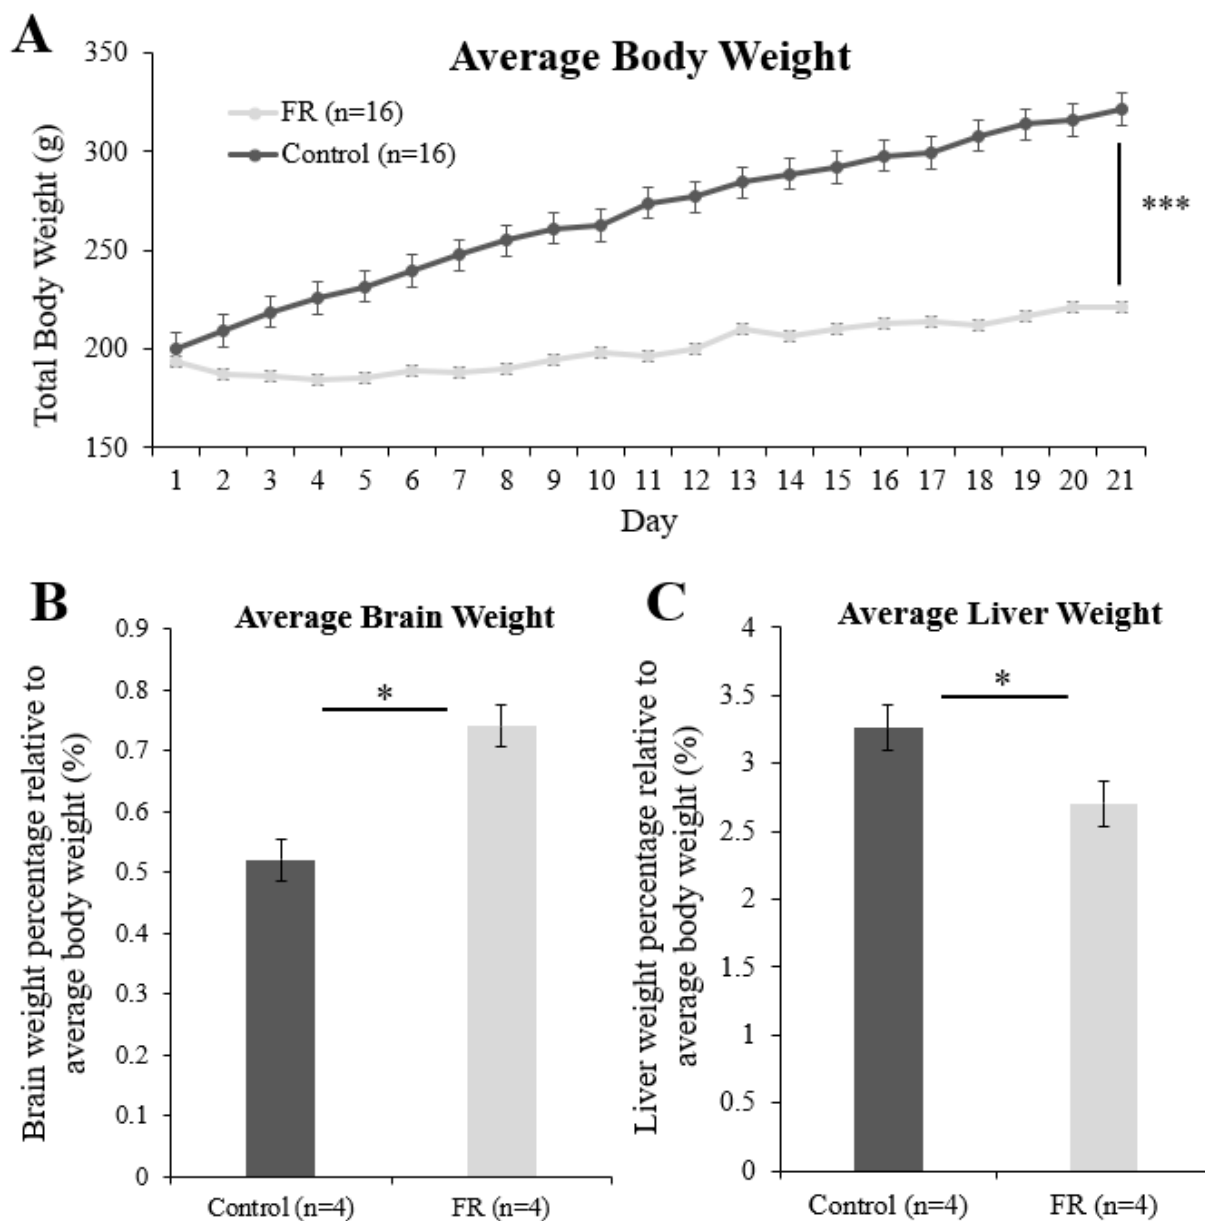 A
Average Body Weight
350
300
250
200
150
Total Body Weight (g)
FR (n=16)
Control (n=16)
***
1 2 3 4 5 6 7 8 9 10 11 12 13 14 15 16 17 18 19 20 21
Day
B
Average Brain Weight
0.9
0.8
0.7
0.6
0.5
0.4
0.3
0.2
0.1
0
Brain weight percentage relative to
average body weight (%)
*
Control (n=4) FR (n=4)
C
Average Liver Weight
4
3.5
3
2.5
2
1.5
1
0.5
0
Liver weight percentage relative to
average body weight (%)
*
Control (n=4) FR (n=4)